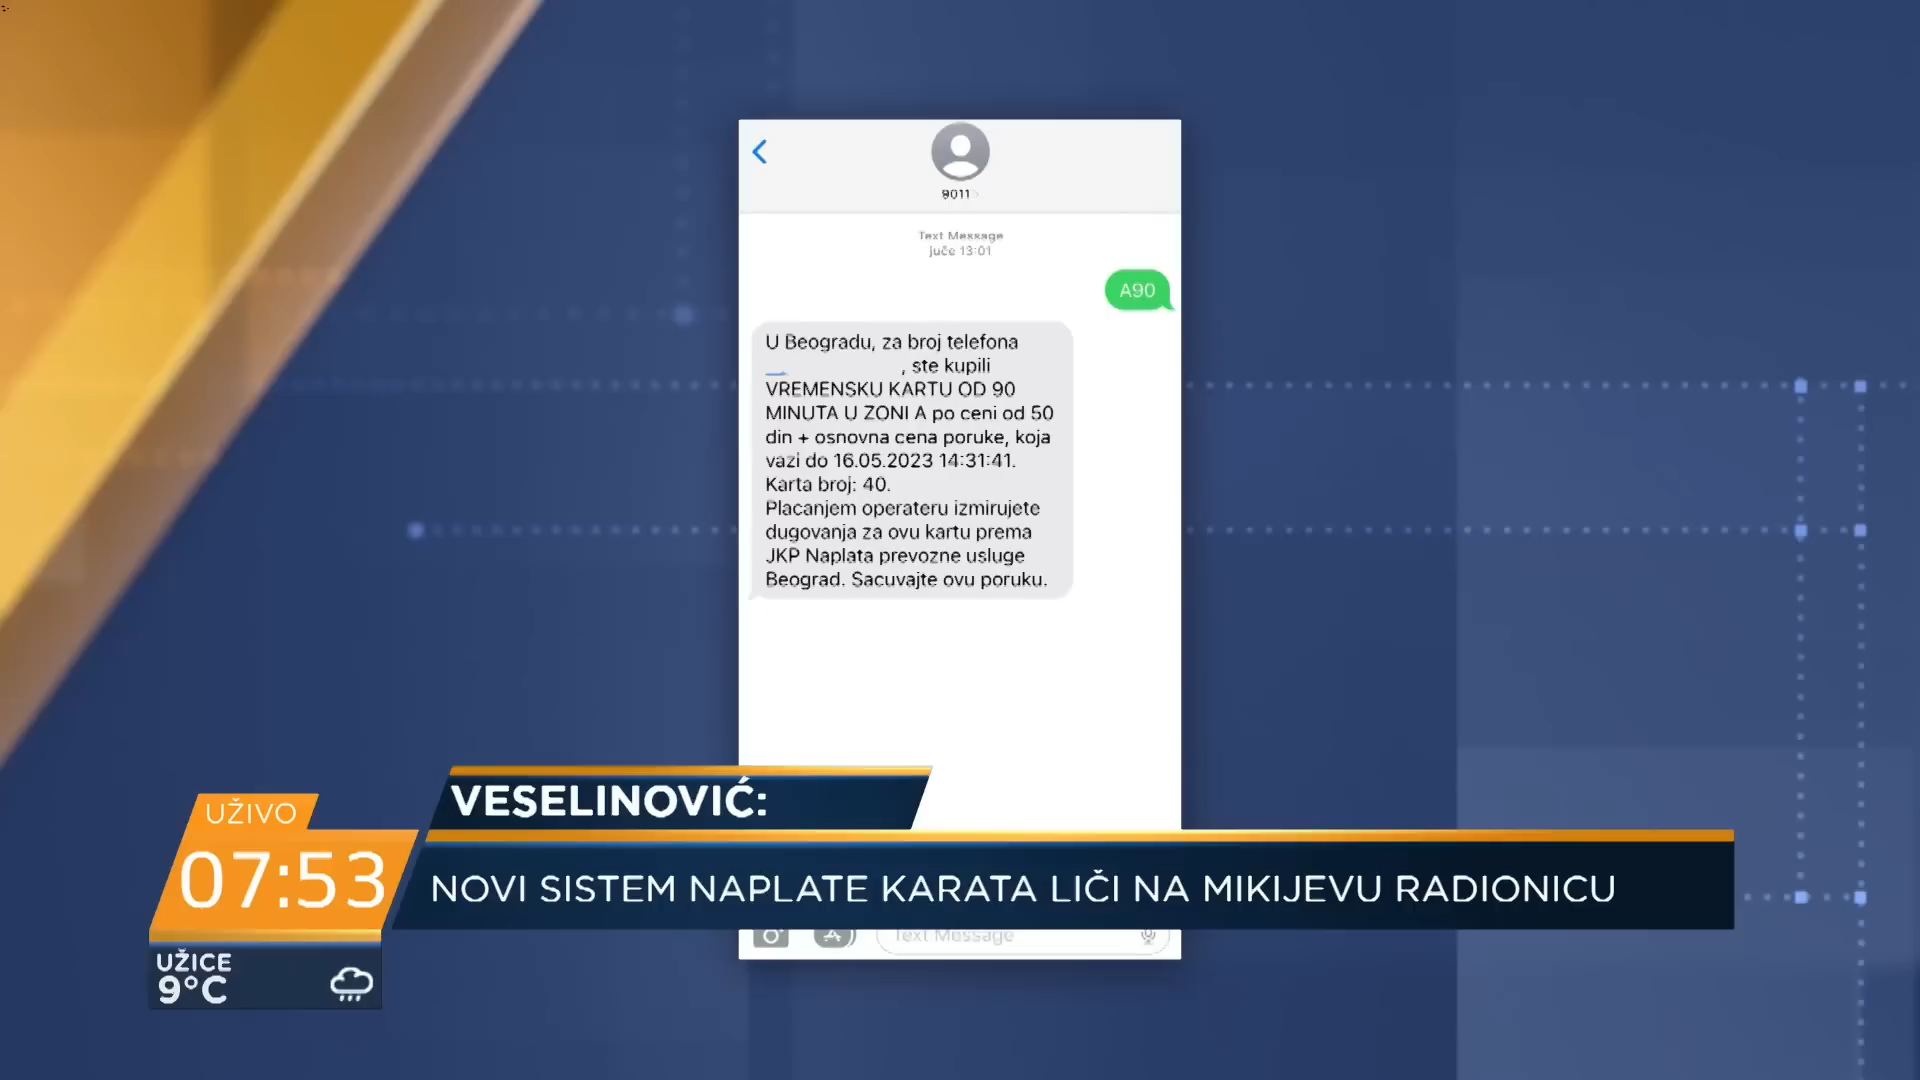 9011
Text Message
juče 13:01
A90
U Beogradu, za broj telefona
, ste kupili
VREMENSKU KARTU OD 90
MINUTA U ZONI A po ceni od 50
din + osnovna cena poruke, koja
vazi do 16.05.2023 14:31:41.
Karta broj: 40.
Placanjem operateru izmirujete
dugovanja za ovu kartu prema
JKP Naplata prevozne usluge
Beograd. Sacuvajte ovu poruku.
VESELINOVIĆ:
UŽIVO
07:53
NOVI SISTEM NAPLATE KARATA LIČI NA MIKIJEVU RADIONICU
Text Message
UŽICE
9°C